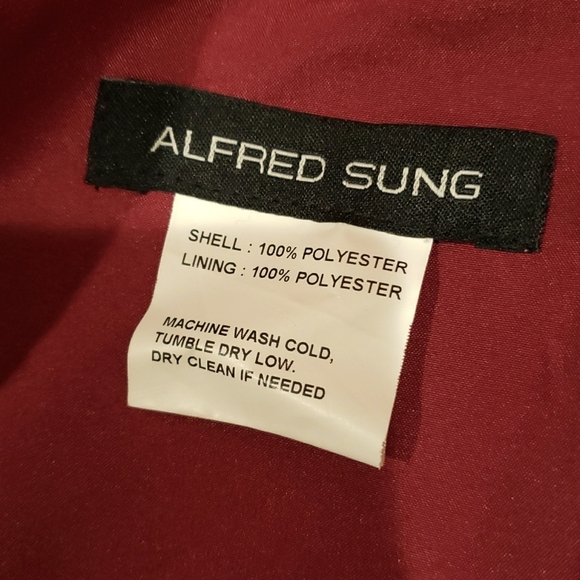 ALFRED SUNG
SHELL : 100% POLYESTER
LINING : 100% POLYESTER
MACHINE WASH COLD,
TUMBLE DRY LOW.
DRY CLEAN IF NEEDED